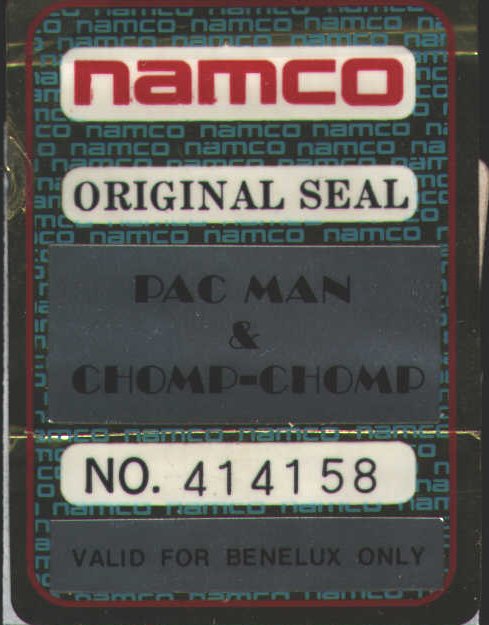 namco
ORIGINAL SEAL
PAC MAN
&
CHOMP-CHOMP
NO. 414158
VALID FOR BENELUX ONLY